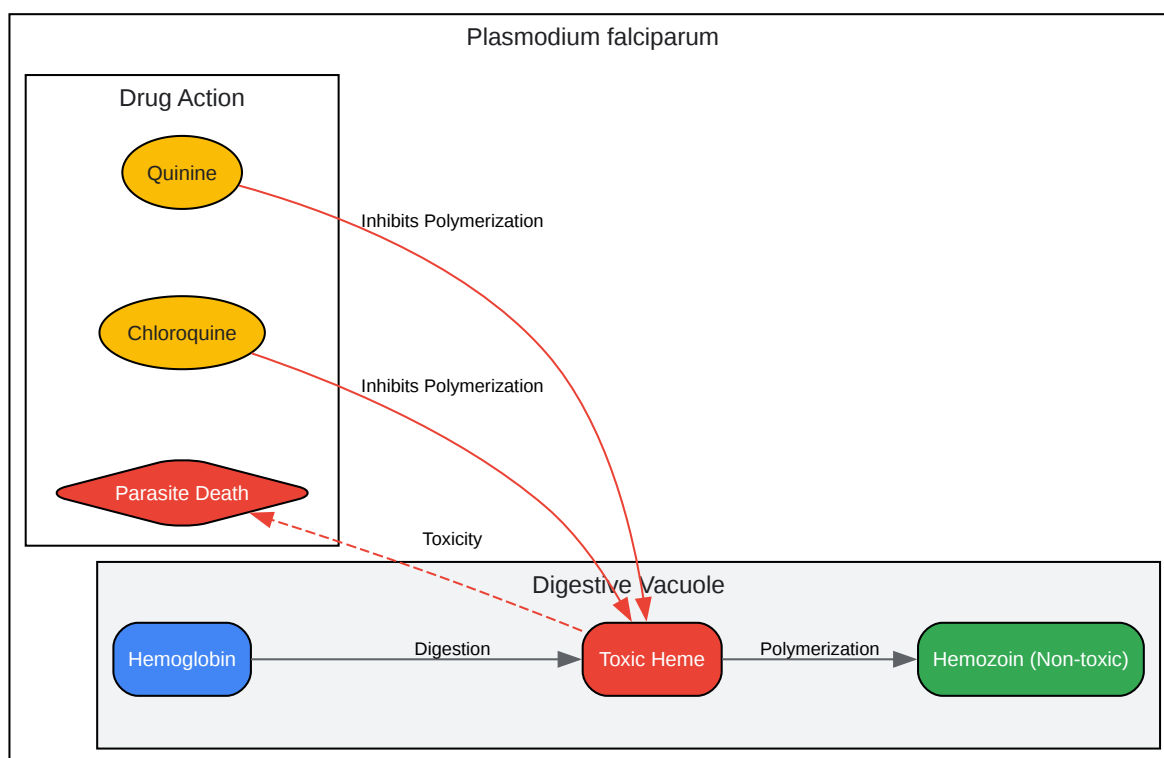 Plasmodium falciparum
Drug Action
Quinine
Inhibits Polymerization
Chloroquine
Inhibits Polymerization
Parasite Death
Toxicity
Digestive Vacuole
Hemoglobin
Digestion
Toxic Heme
Polymerization
Hemozoin (Non-toxic)